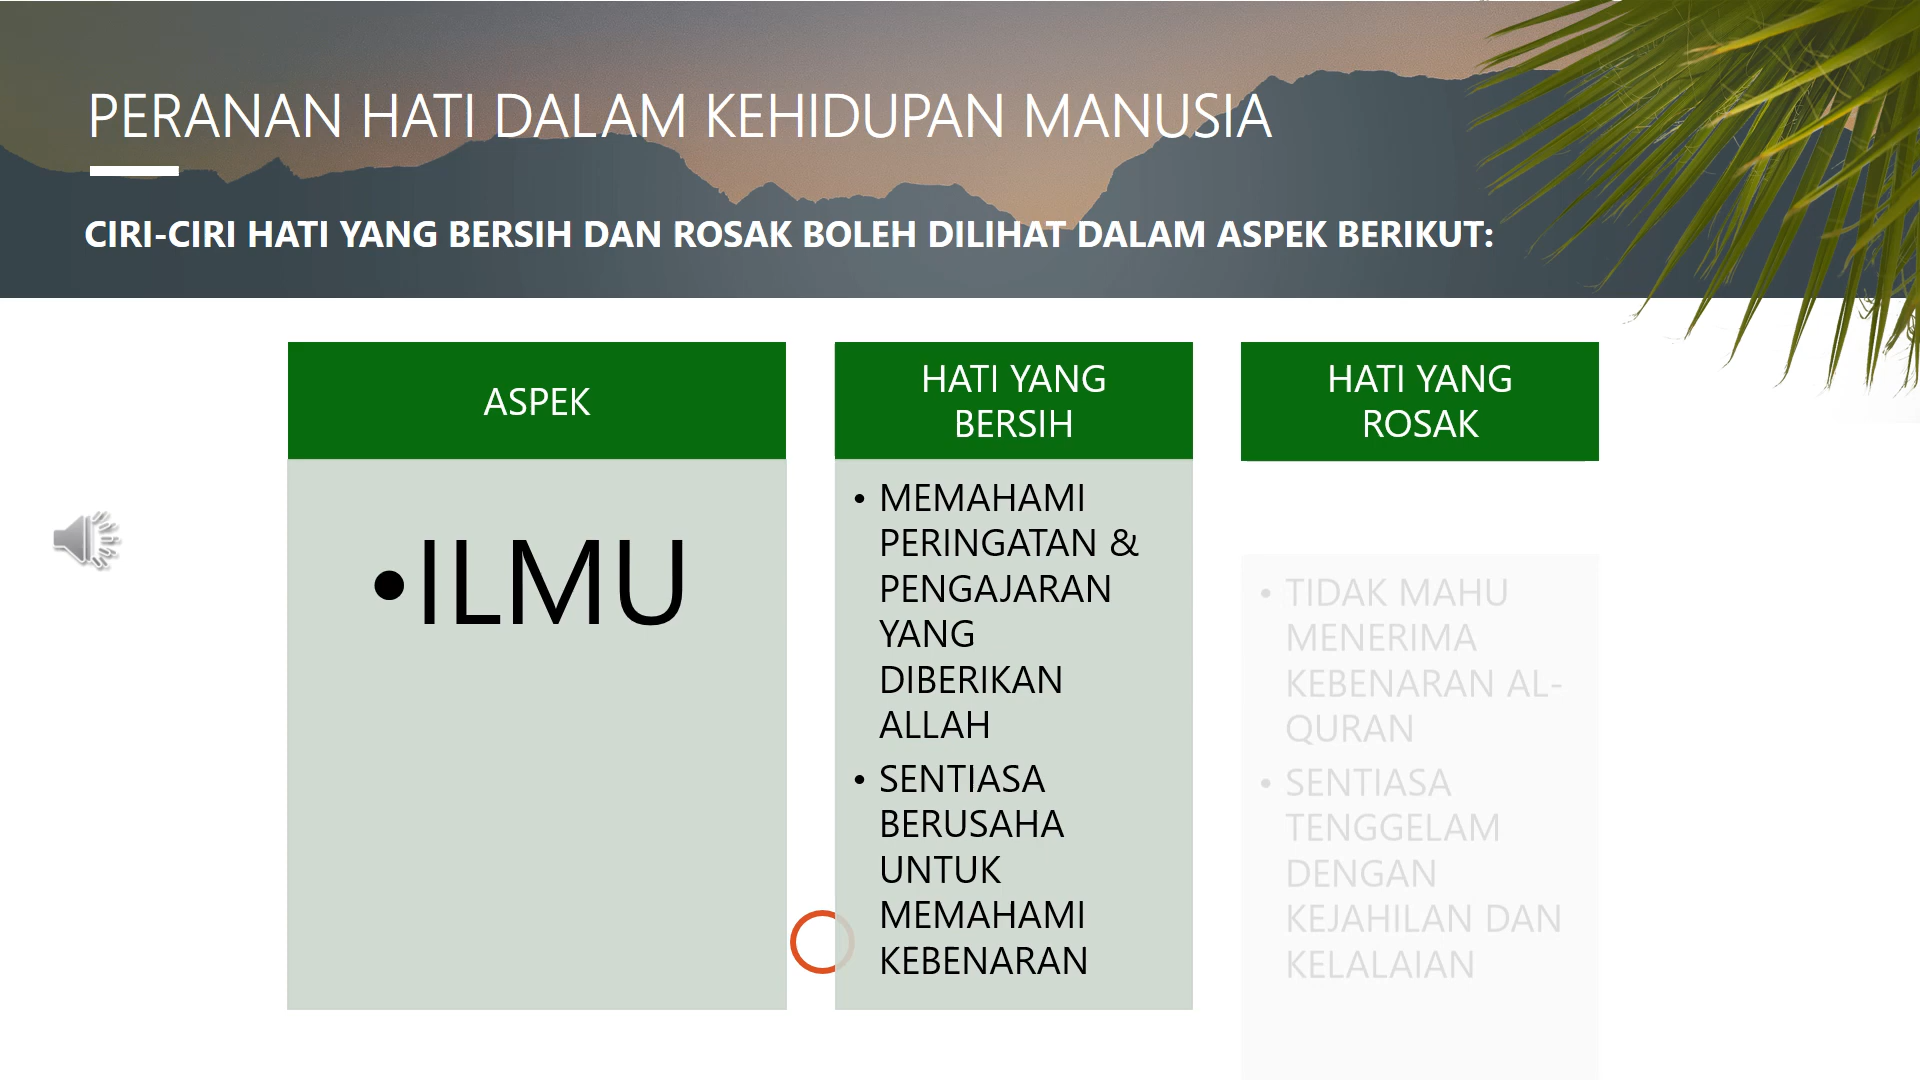 PERANAN HATI DALAM KEHIDUPAN MANUSIA
CIRI-CIRI HATI YANG BERSIH DAN ROSAK BOLEH DILIHAT DALAM ASPEK BERIKUT:
ASPEK
•ILMU
HATI YANG
BERSIH
• MEMAHAMI
PERINGATAN &
PENGAJARAN
YANG
DIBERIKAN
ALLAH
• SENTIASA
BERUSAHA
UNTUK
MEMAHAMI
KEBENARAN
HATI YANG
ROSAK
• TIDAK MAHU
MENERIMA
KEBENARAN AL-
QURAN
• SENTIASA
TENGGELAM
DENGAN
KEJAHILAN DAN
KELALAIAN